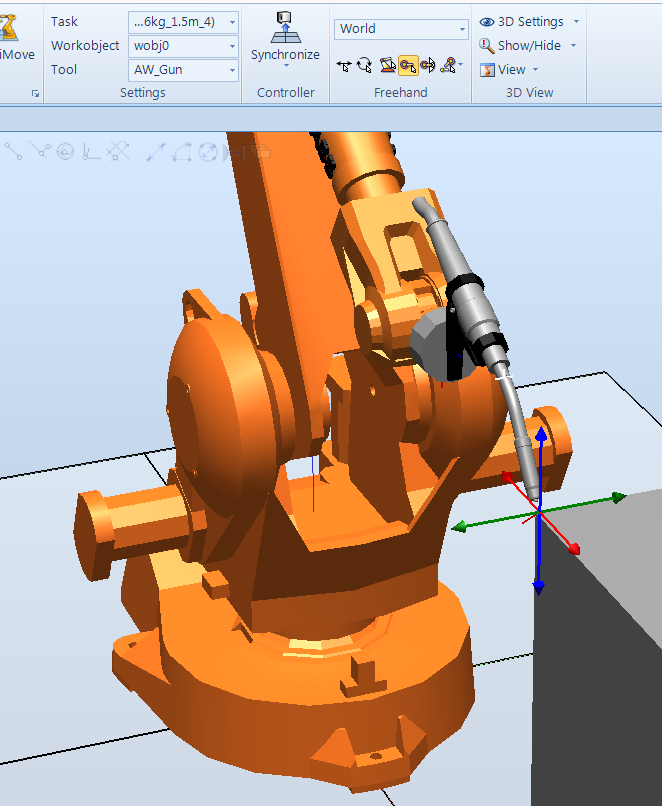 iMove
Task ...6kg_1.5m_4)
Workobject wobj0
Tool AW_Gun
Settings
Synchronize
Controller
World
Freehand
3D Settings
Show/Hide
View
3D View